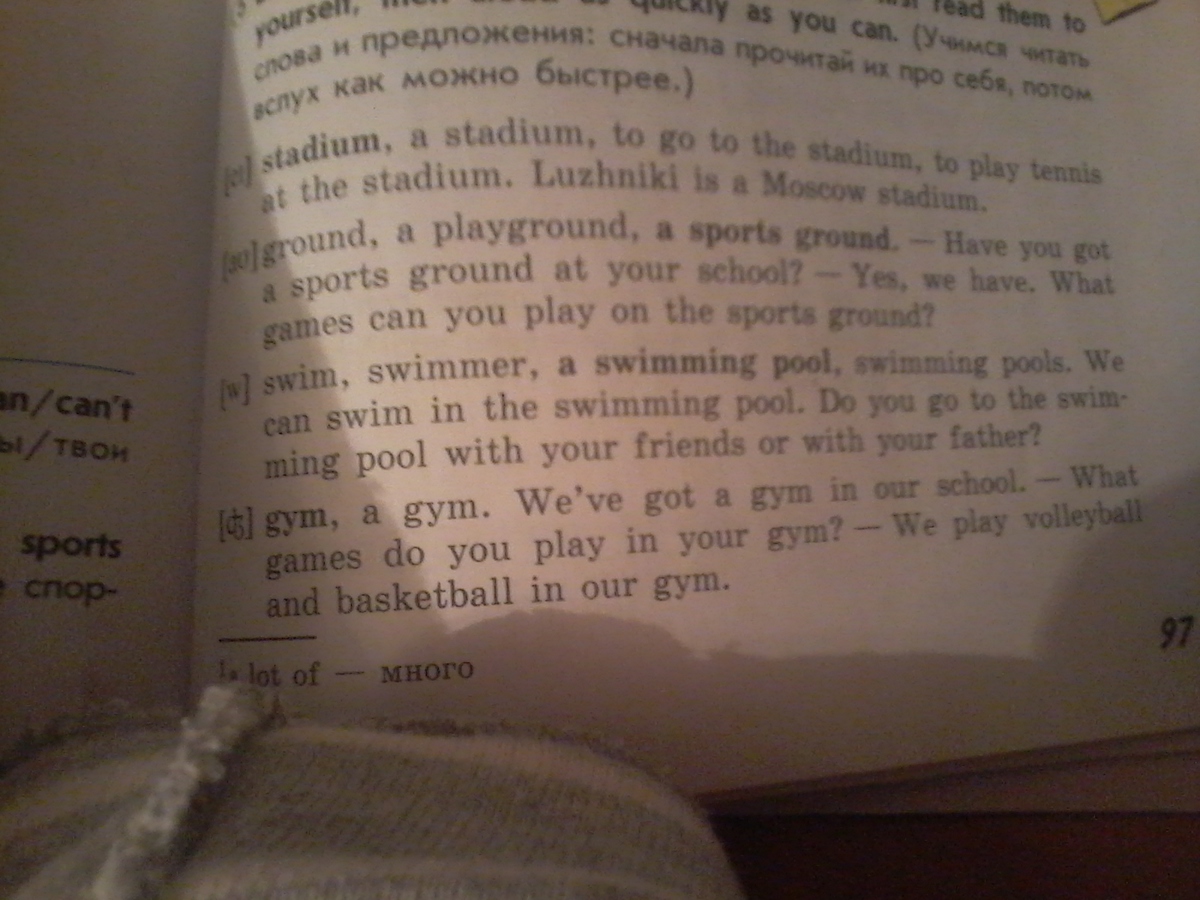 an/can't
ы/твои
sports
спор-
read them to
yourself, quickly as you can. (Учимся читать
слова и предложения: сначала прочитай их про себя, потом
вслух как можно быстрее.)
[eɪ] stadium, a stadium, to go to the stadium, to play tennis
at the stadium. Luzhniki is a Moscow stadium.
[aʊ] ground, a playground, a sports ground. — Have you got
a sports ground at your school? — Yes, we have. What
games can you play on the sports ground?
[w] swim, swimmer, a swimming pool, swimming pools. We
can swim in the swimming pool. Do you go to the swim-
ming pool with your friends or with your father?
[ʤ] gym, a gym. We've got a gym in our school. — What
games do you play in your gym? — We play volleyball
and basketball in our gym.
lot of — много
97